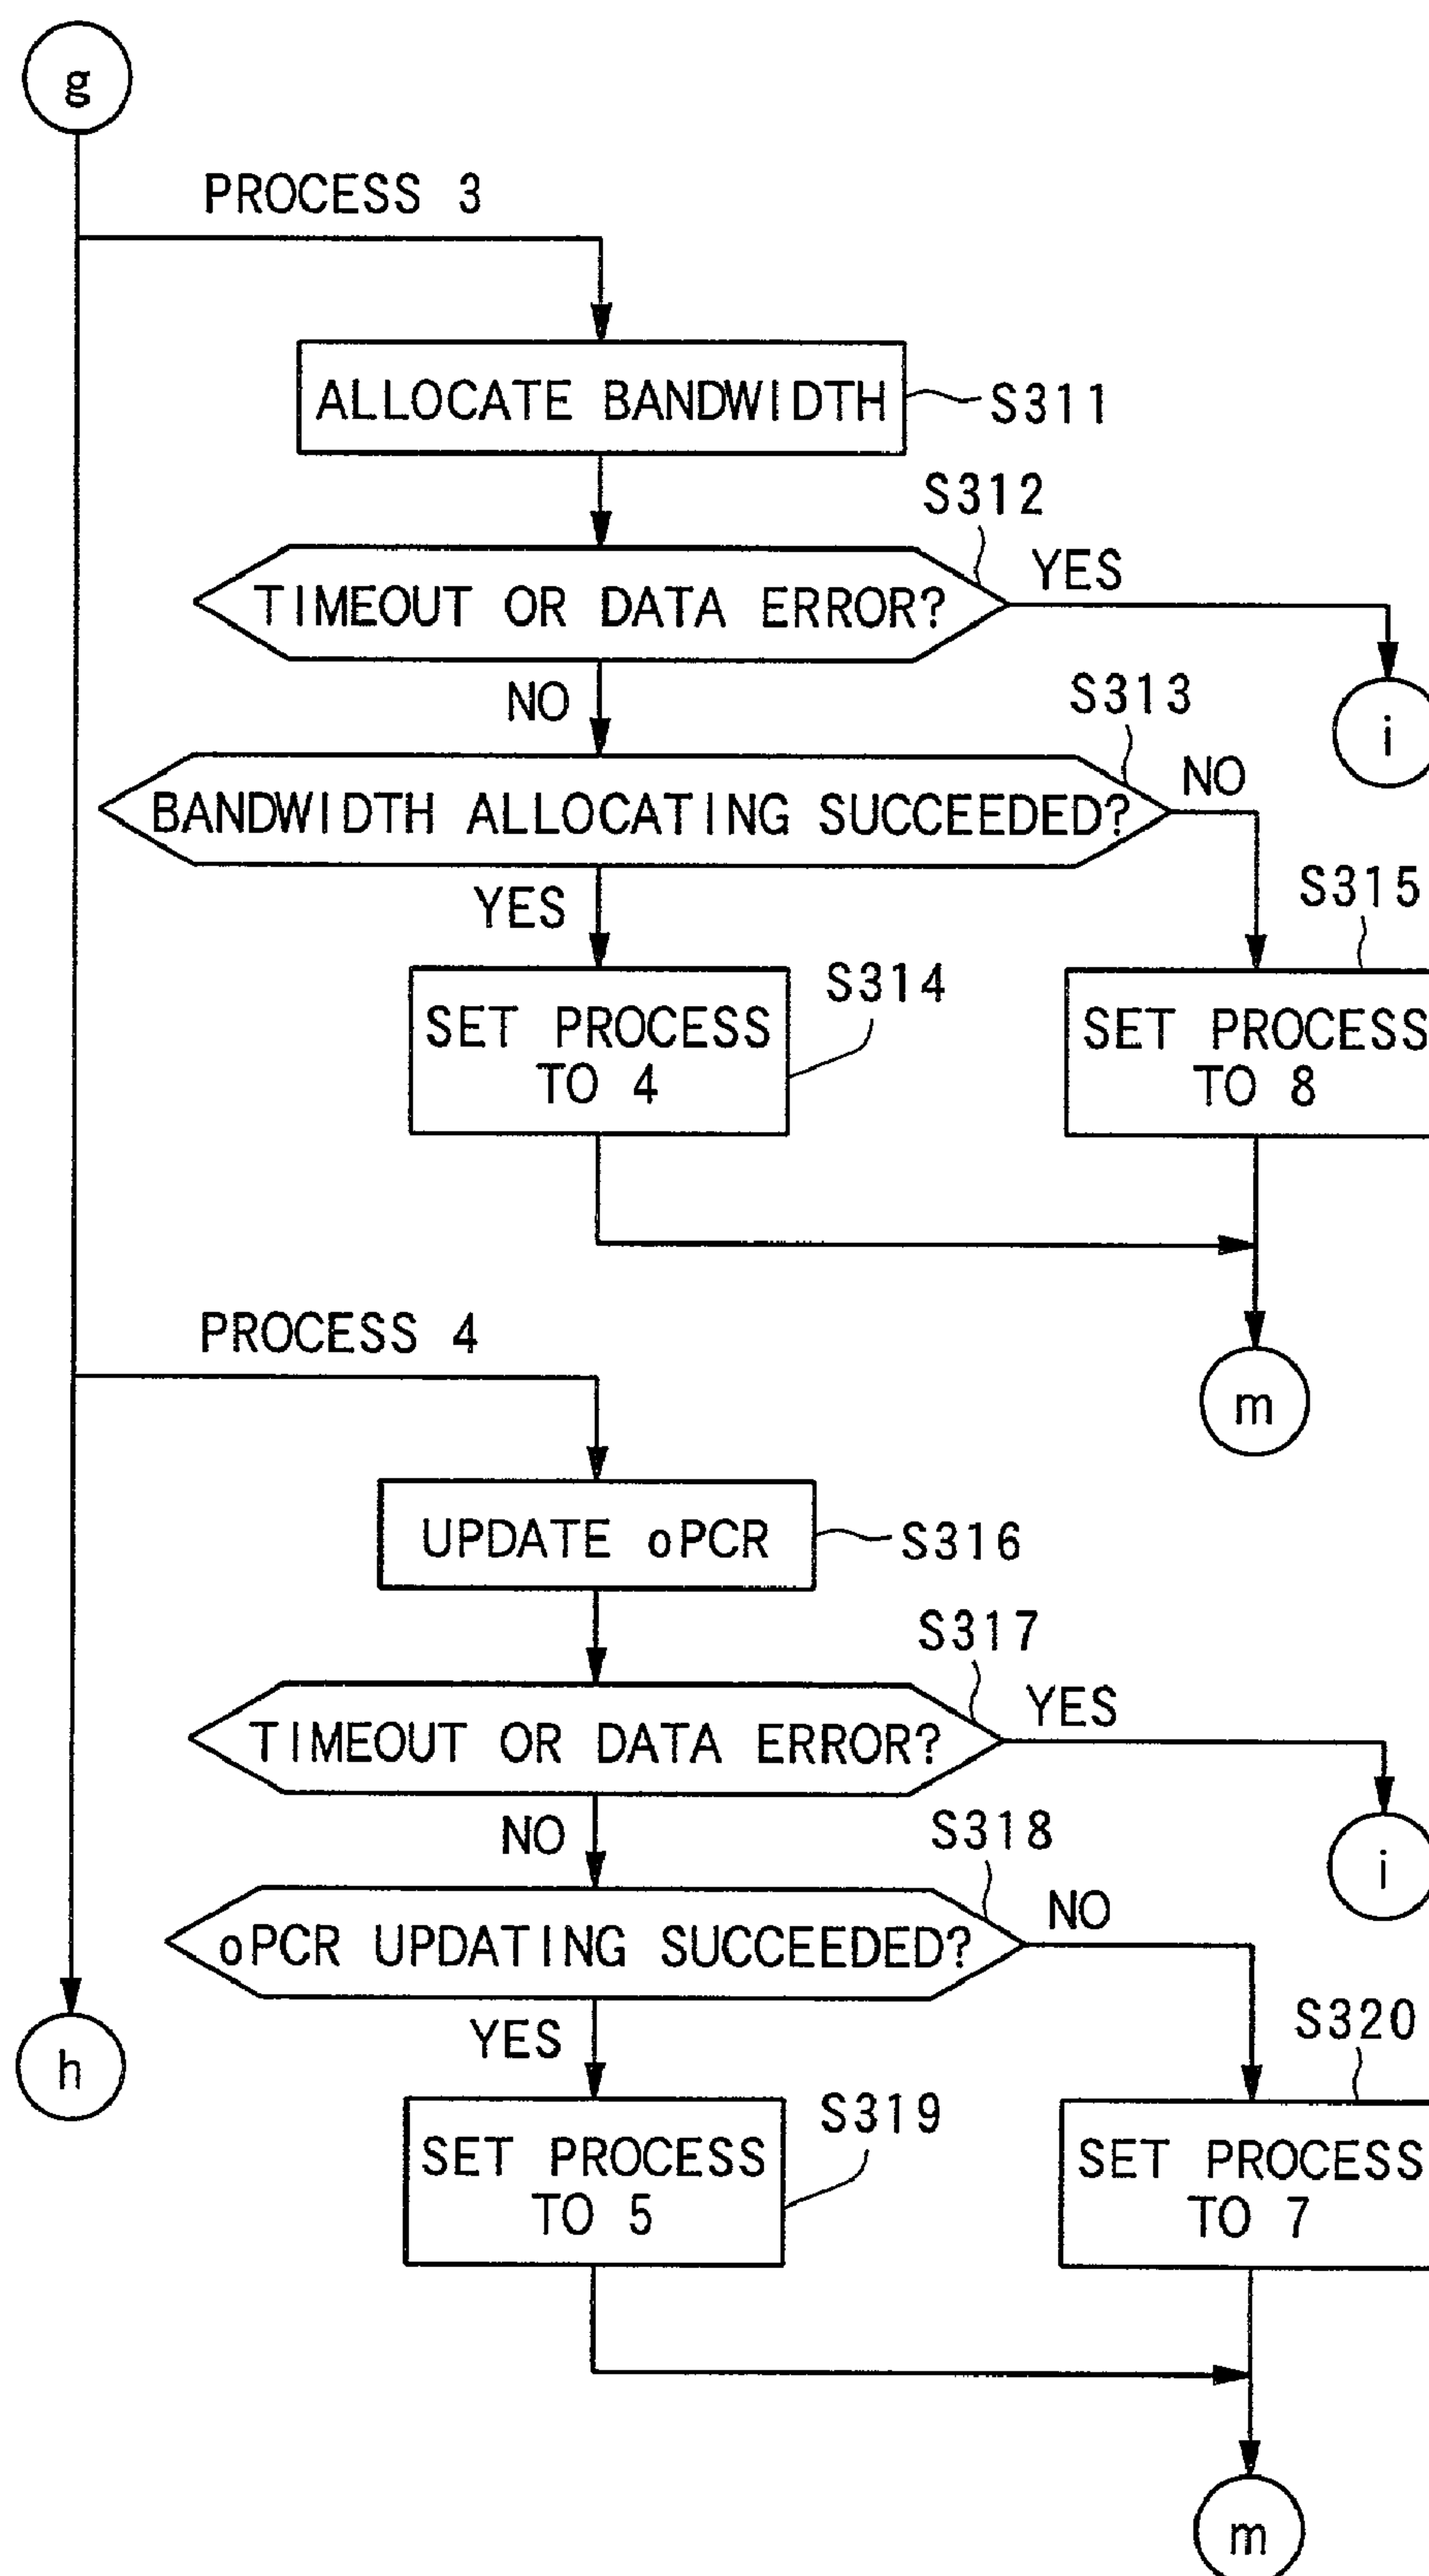 g
PROCESS 3
ALLOCATE BANDWIDTH
S311
S312
TIMEOUT OR DATA ERROR?
YES
i
NO
S313
BANDWIDTH ALLOCATING SUCCEEDED?
NO
YES
S314
S315
SET PROCESS
TO 4
SET PROCESS
TO 8
m
PROCESS 4
UPDATE oPCR
S316
S317
TIMEOUT OR DATA ERROR?
YES
i
NO
S318
oPCR UPDATING SUCCEEDED?
NO
YES
h
S319
S320
SET PROCESS
TO 5
SET PROCESS
TO 7
m